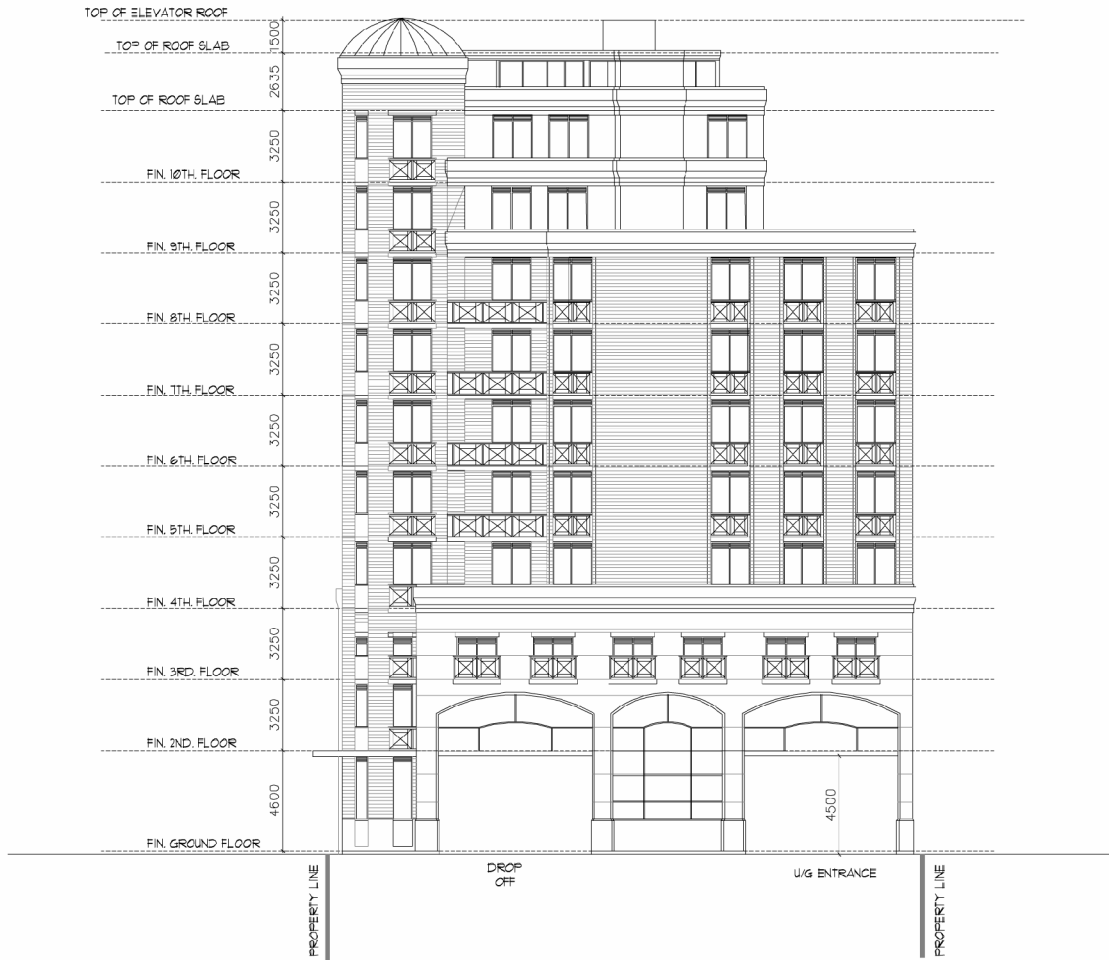 TOP OF ELEVATOR ROOF
1500
TOP OF ROOF SLAB
2635
TOP OF ROOF SLAB
3250
FIN. 10TH. FLOOR
3250
FIN. 9TH. FLOOR
3250
FIN. 8TH. FLOOR
3250
FIN. 7TH. FLOOR
3250
FIN. 6TH. FLOOR
3250
FIN. 5TH. FLOOR
3250
FIN. 4TH. FLOOR
3250
FIN. 3RD. FLOOR
3250
FIN. 2ND. FLOOR
4600
4500
FIN. GROUND FLOOR
DROP
OFF
U/G ENTRANCE
PROPERTY LINE
PROPERTY LINE